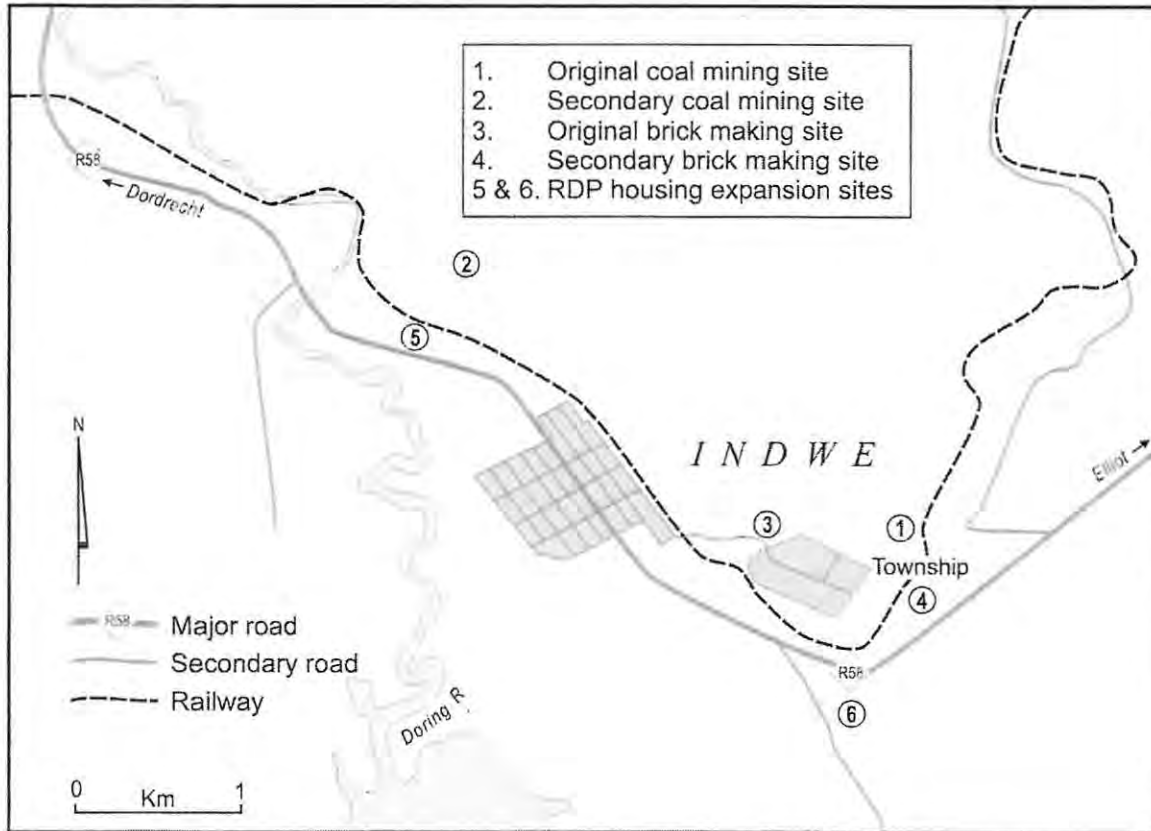 1. Original coal mining site
2. Secondary coal mining site
3. Original brick making site
4. Secondary brick making site
5 & 6. RDP housing expansion sites
R58
← Dordrecht
2
5
INDWE
Elliot →
3
1
Township
4
N
R58 Major road
Secondary road
Railway
R58
6
Doring R
0 1
Km